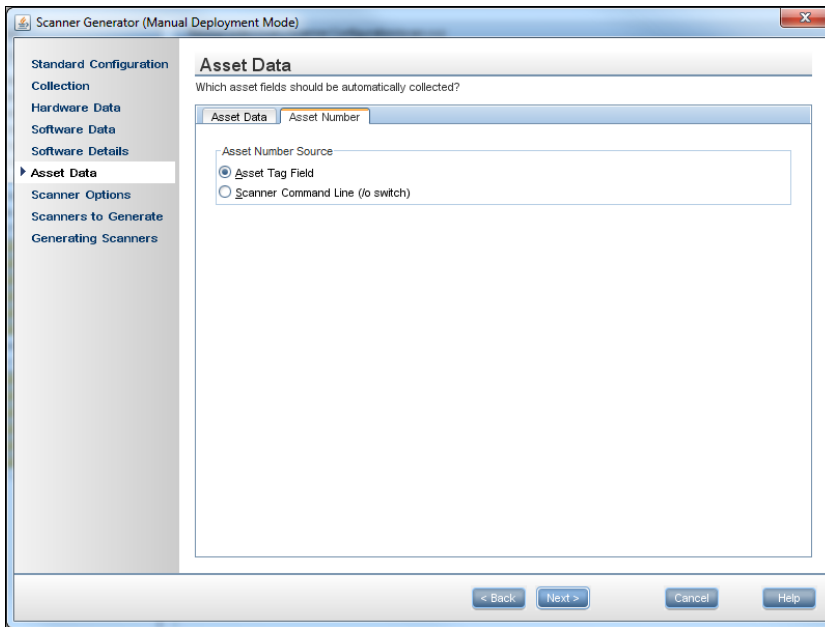 Scanner Generator (Manual Deployment Mode)
Standard Configuration
Collection
Hardware Data
Software Data
Software Details
Asset Data
Scanner Options
Scanners to Generate
Generating Scanners
Asset Data
Which asset fields should be automatically collected?
Asset Data
Asset Number
Asset Number Source
Asset Tag Field
Scanner Command Line (/o switch)
< Back
Next >
Cancel
Help